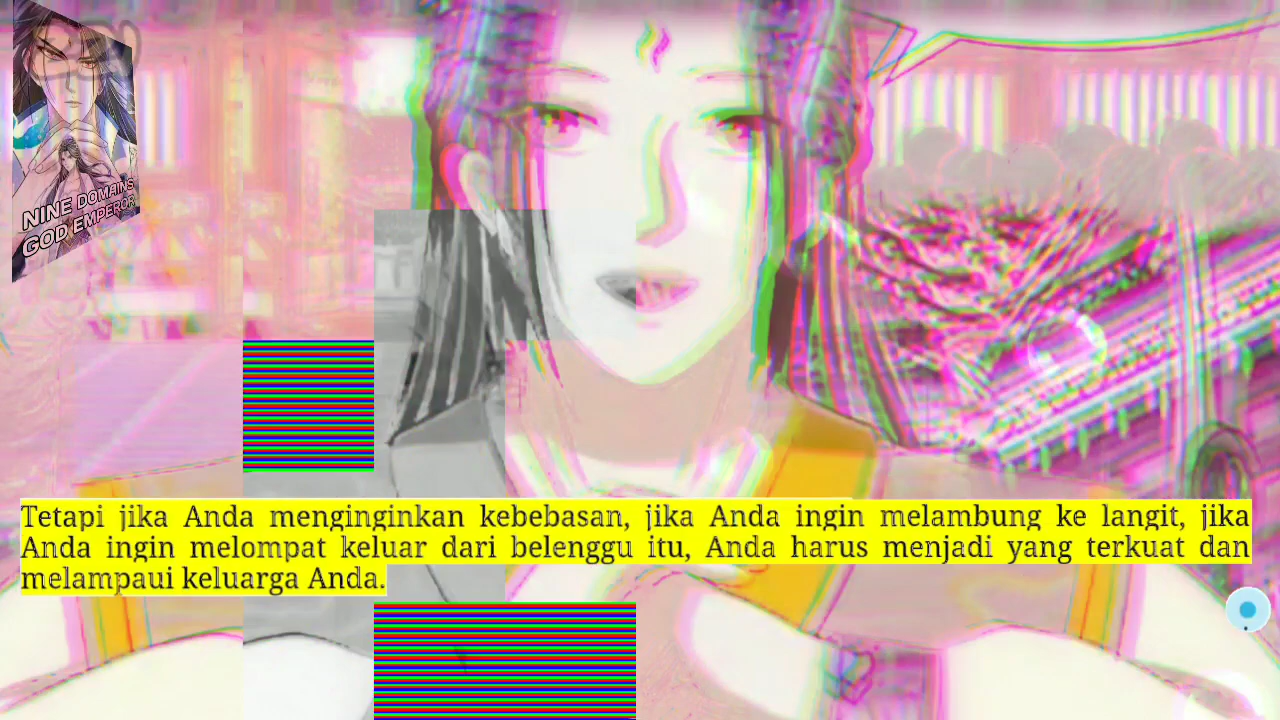 NINE DOMAINS
GOD EMPEROR
Tetapi jika Anda menginginkan kebebasan, jika Anda ingin melambung ke langit, jika
Anda ingin melompat keluar dari belenggu itu, Anda harus menjadi yang terkuat dan
melampaui keluarga Anda.